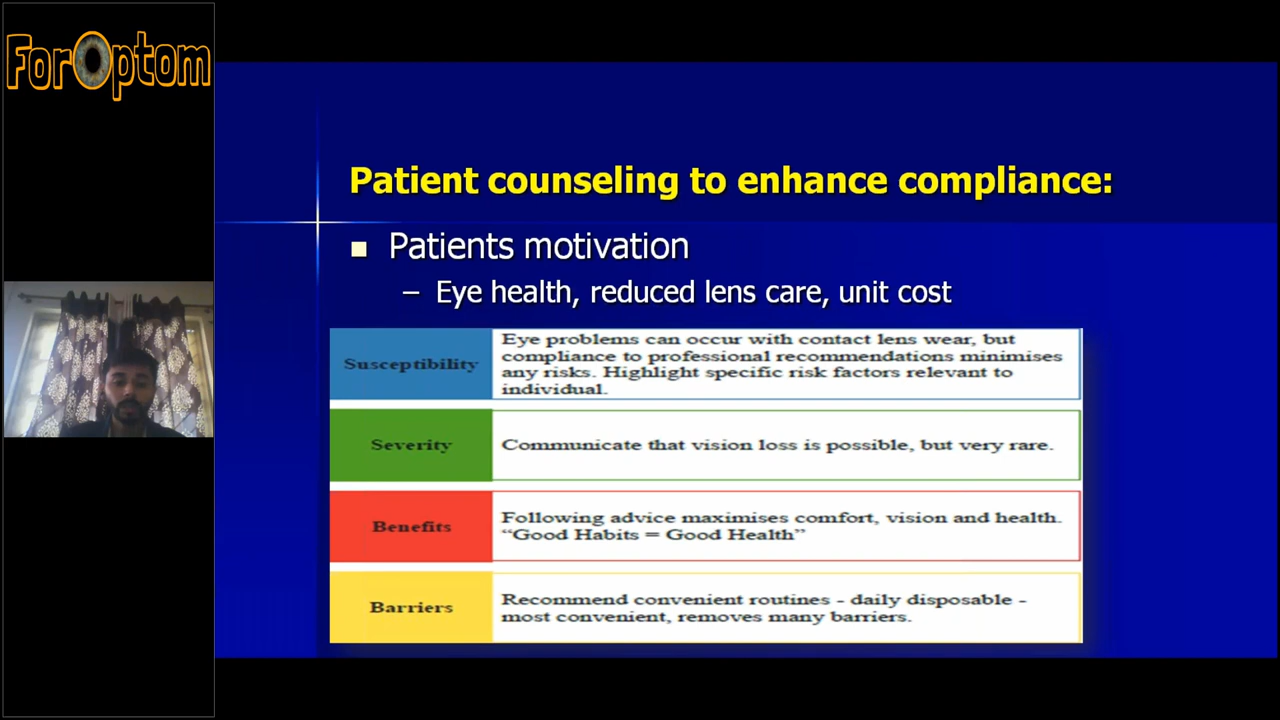 ForOptom
Patient counseling to enhance compliance:
Patients motivation
– Eye health, reduced lens care, unit cost
Susceptibility
Eye problems can occur with contact lens wear, but
compliance to professional recommendations minimises
any risks. Highlight specific risk factors relevant to
individual.
Severity
Communicate that vision loss is possible, but very rare.
Benefits
Following advice maximises comfort, vision and health.
“Good Habits = Good Health”
Barriers
Recommend convenient routines - daily disposable -
most convenient, removes many barriers.